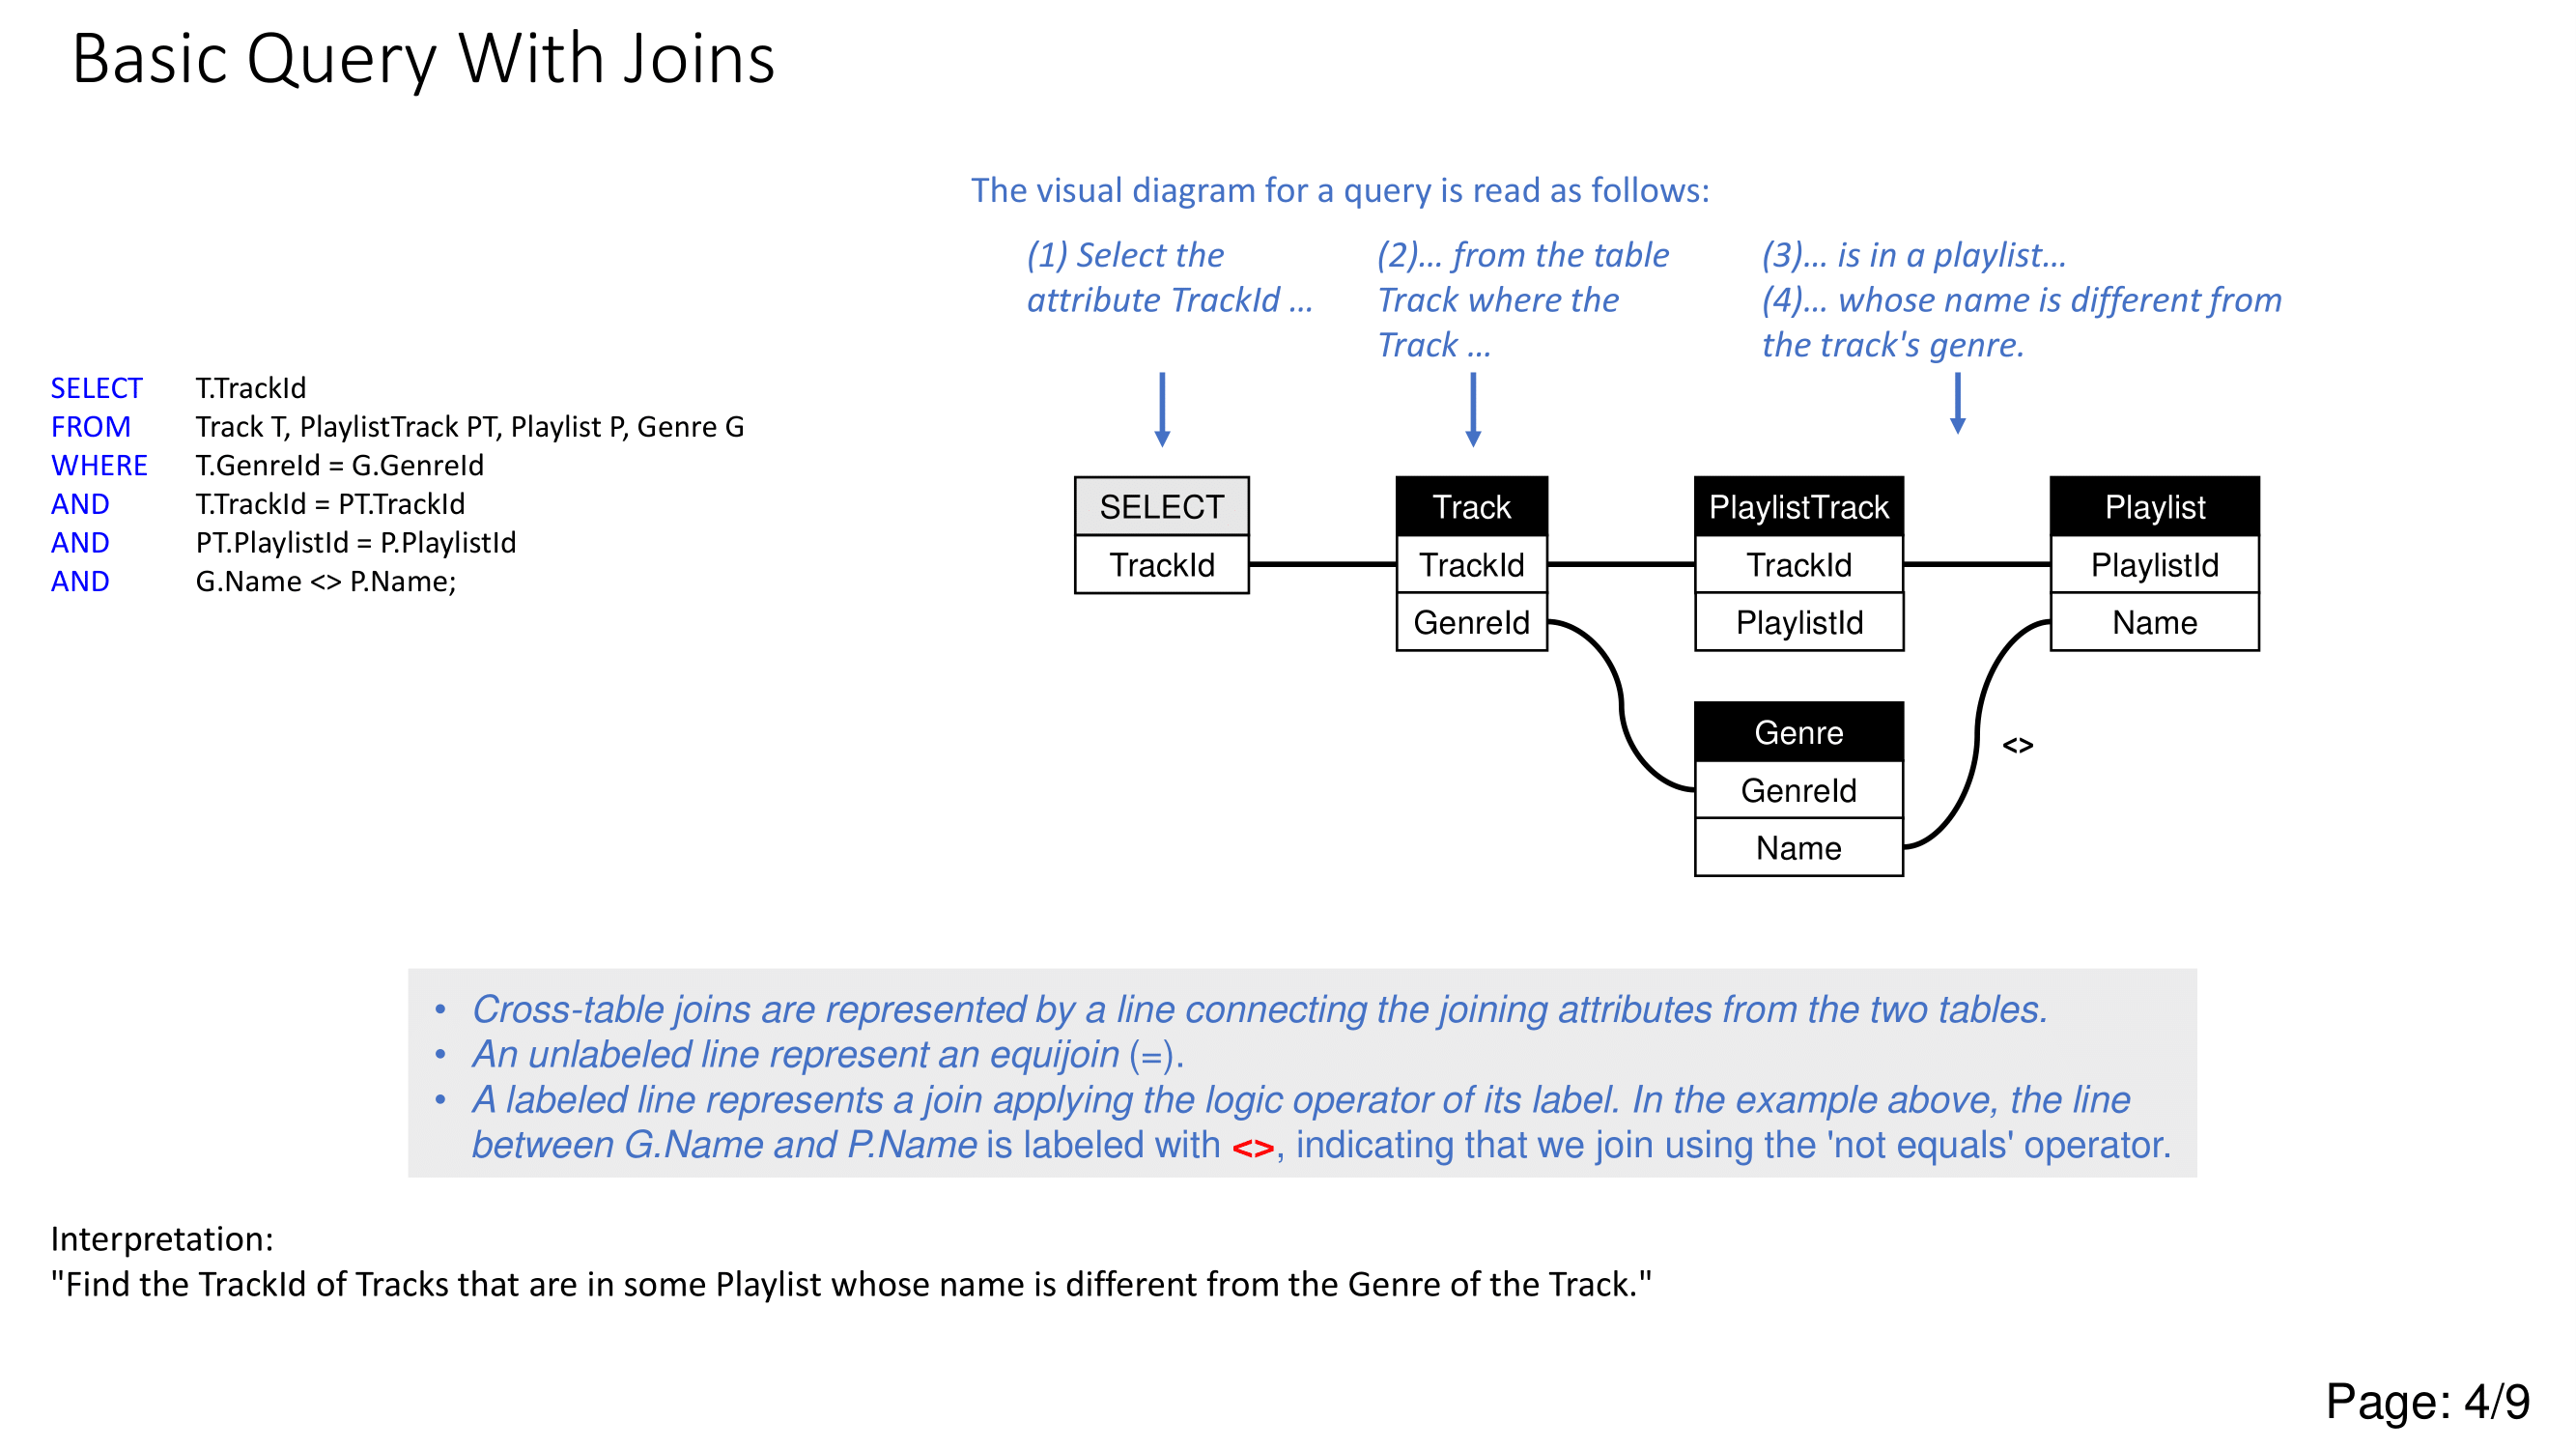 Basic Query With Joins
The visual diagram for a query is read as follows:
(1) Select the
attribute TrackId ...
(2)... from the table
Track where the
Track ...
(3)... is in a playlist...
(4)... whose name is different from
the track's genre.
SELECT T.TrackId
FROM Track T, PlaylistTrack PT, Playlist P, Genre G
WHERE T.GenreId = G.GenreId
AND T.TrackId = PT.TrackId
AND PT.PlaylistId = P.PlaylistId
AND G.Name <> P.Name;
SELECT
TrackId
Track
TrackId
GenreId
PlaylistTrack
TrackId
PlaylistId
Playlist
PlaylistId
Name
Genre
GenreId
Name
<>
• Cross-table joins are represented by a line connecting the joining attributes from the two tables.
• An unlabeled line represent an equijoin (=).
• A labeled line represents a join applying the logic operator of its label. In the example above, the line
between G.Name and P.Name is labeled with <>, indicating that we join using the 'not equals' operator.
Interpretation:
"Find the TrackId of Tracks that are in some Playlist whose name is different from the Genre of the Track."
Page: 4/9